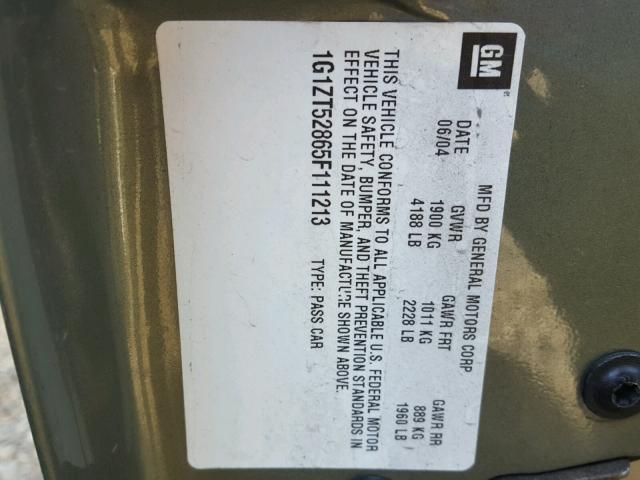 GM
MFD BY GENERAL MOTORS CORP
DATE GVWR GAWR FRT GAWR RR
06/04 1900 KG 1011 KG 889 KG
4188 LB 2228 LB 1960 LB
THIS VEHICLE CONFORMS TO ALL APPLICABLE U.S. FEDERAL MOTOR
VEHICLE SAFETY, BUMPER, AND THEFT PREVENTION STANDARDS IN
EFFECT ON THE DATE OF MANUFACTURE SHOWN ABOVE.
1G1ZT52865F111213 TYPE: PASS CAR